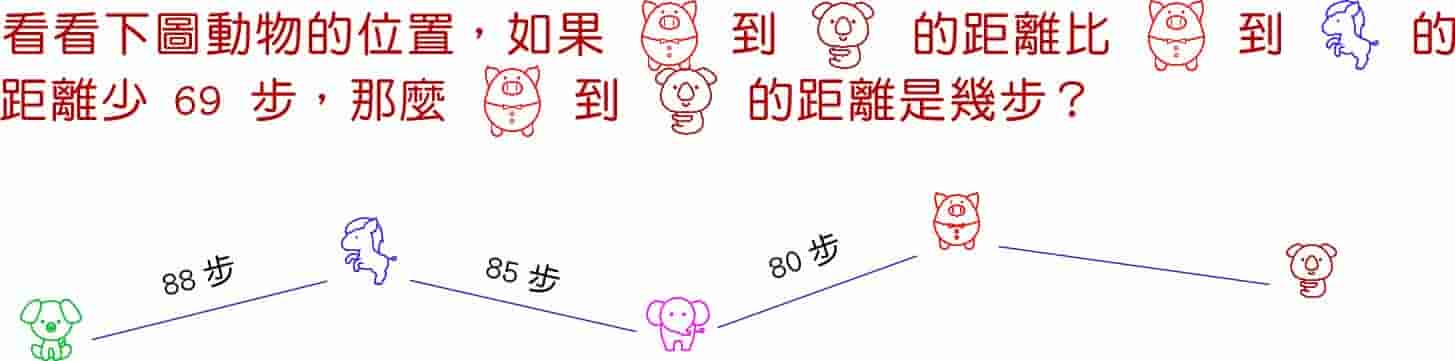 看看下圖動物的位置，如果 到 的距離比 到 的
距離少 69 步，那麼 到 的距離是幾步？
88 步
85 步
80 步